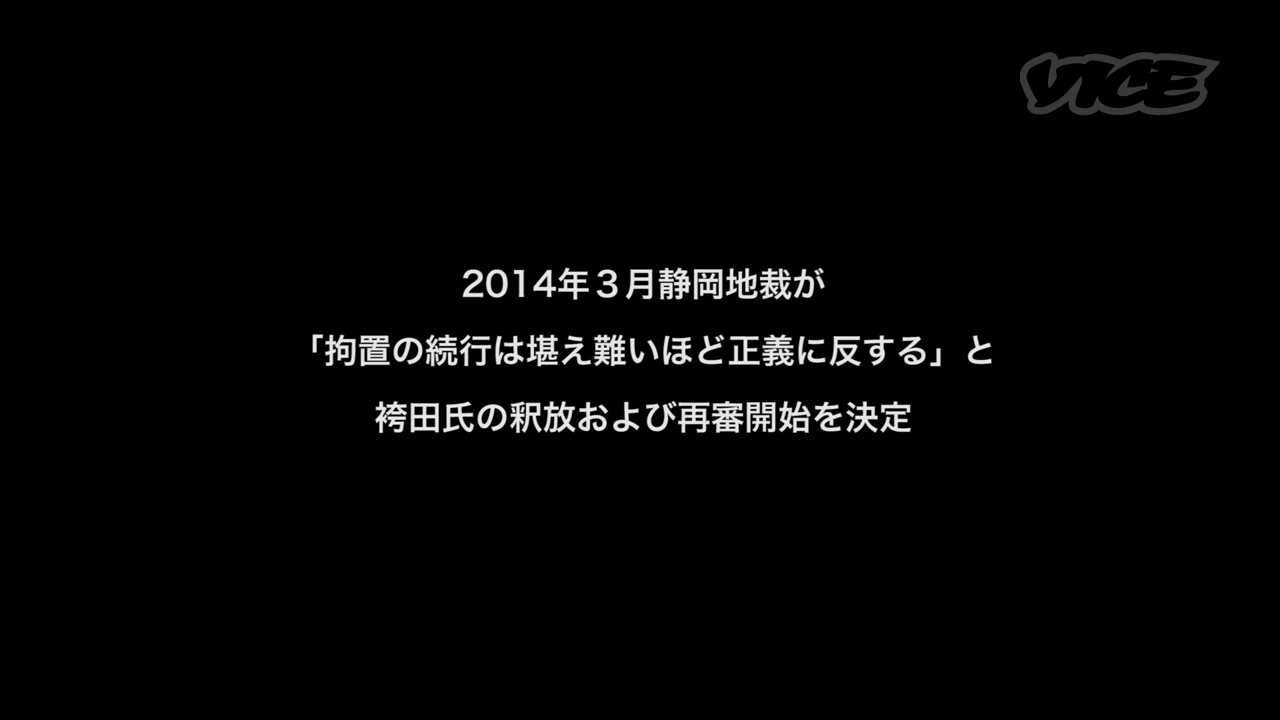 VICE
2014年３月静岡地裁が
「拘置の続行は堪え難いほど正義に反する」と
袴田氏の釈放および再審開始を決定